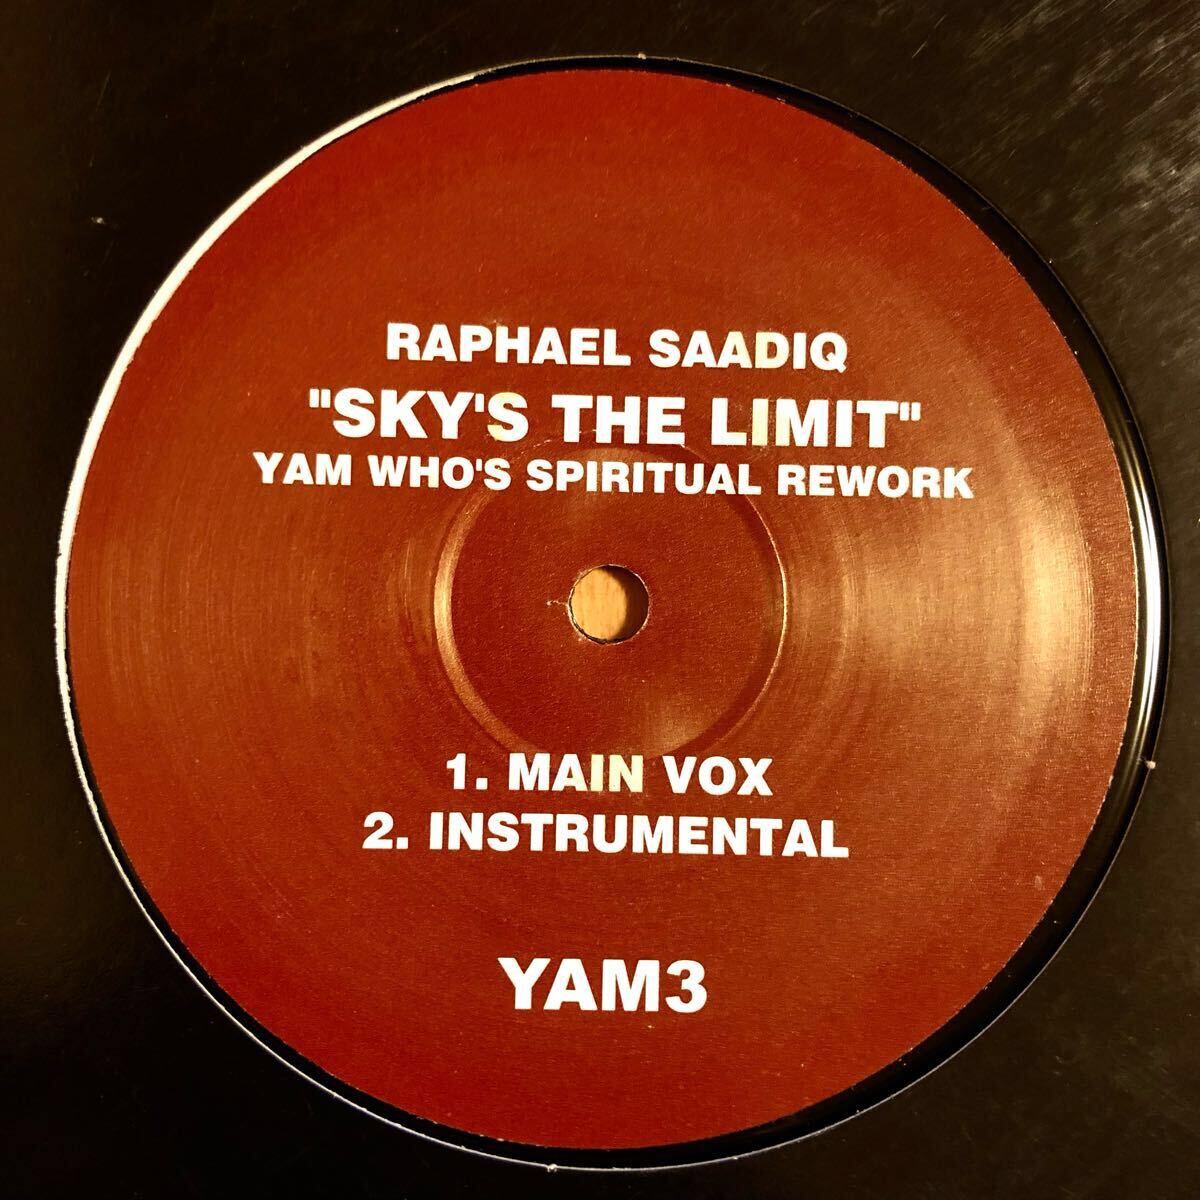 RAPHAEL SAADIQ
"SKY'S THE LIMIT"
YAM WHO'S SPIRITUAL REWORK
1. MAIN VOX
2. INSTRUMENTAL
YAM3